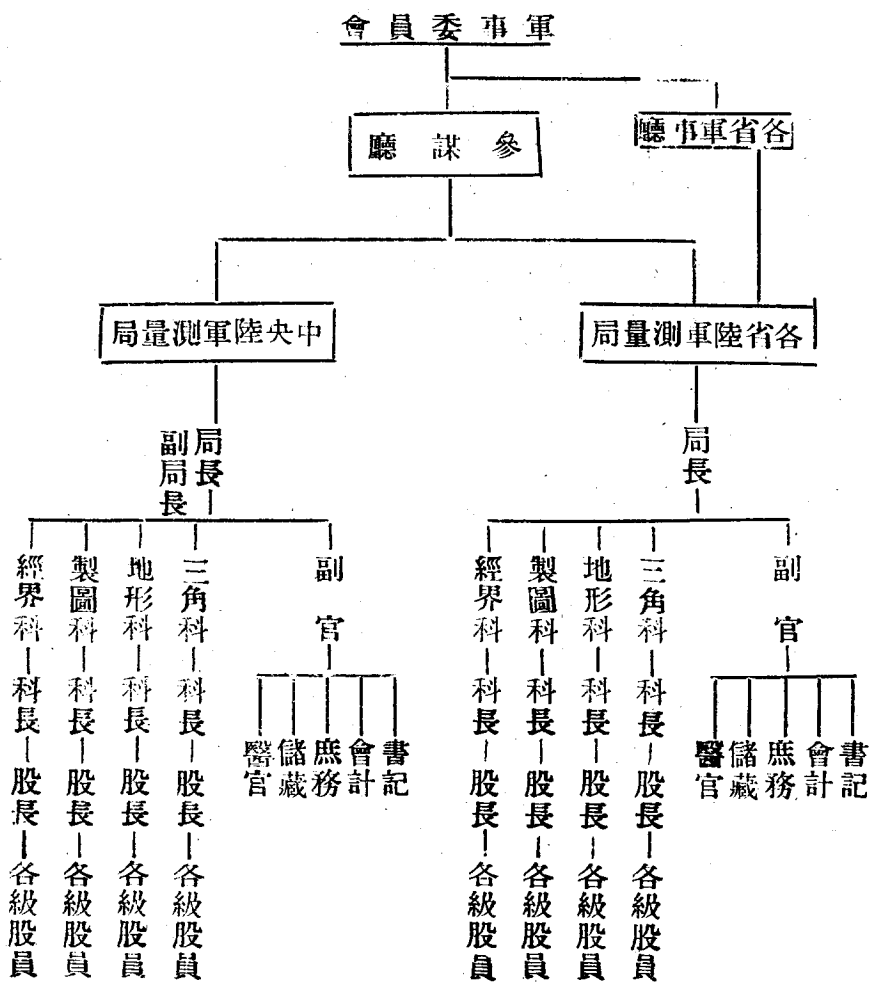 軍事委員會
各省軍事廳
參謀廳
各省陸軍測量局
中央陸軍測量局
局長
副官
書記
會計
庶務
儲藏
醫官
三角科 科長 股長 各級股員
地形科 科長 股長 各級股員
製圖科 科長 股長 各級股員
經界科 科長 股長 各級股員
局長
副局長
副官
書記
會計
庶務
儲藏
醫官
三角科 科長 股長 各級股員
地形科 科長 股長 各級股員
製圖科 科長 股長 各級股員
經界科 科長 股長 各級股員